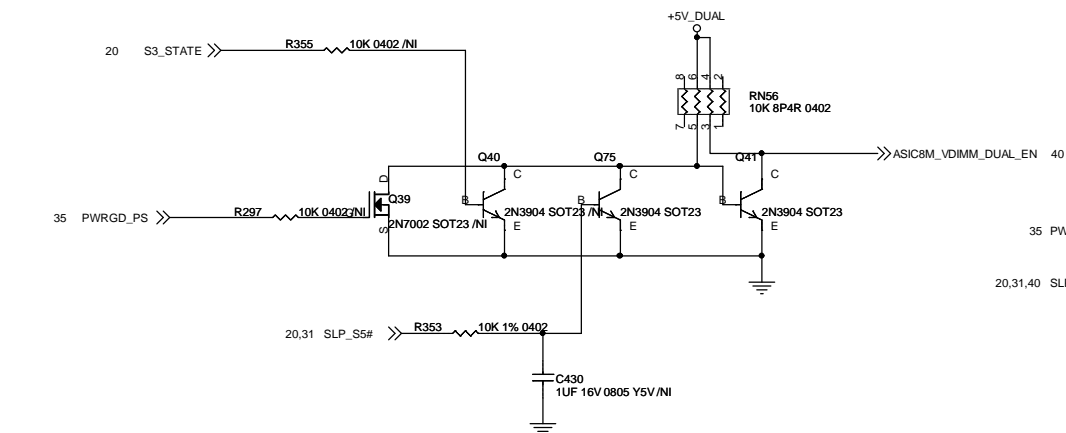 +5V_DUAL
20 S3_STATE R355 10K 0402 /NI
8 6 4 2
RN56
10K 8P4R 0402
7 5 3 1
Q40 Q75 Q41 ASIC8M_VDIMM_DUAL_EN 40
D C C C
Q39 B B B
35 PWRGD_PS R297 10K 0402 /NI G 2N3904 SOT23 /NI 2N3904 SOT23 2N3904 SOT23
2N7002 SOT23 /NI
S E E E
35 PW
20,31,40 SL
20,31 SLP_S5# R353 10K 1% 0402
C430
1UF 16V 0805 Y5V /NI